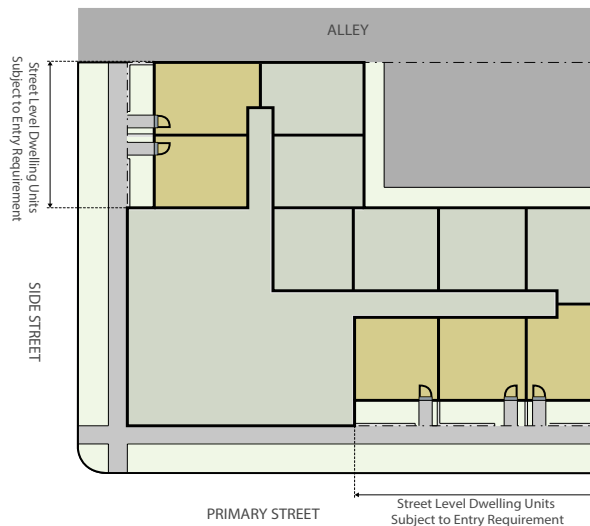 ALLEY
Street Level Dwelling Units
Subject to Entry Requirement
SIDE STREET
PRIMARY STREET
Street Level Dwelling Units
Subject to Entry Requirement